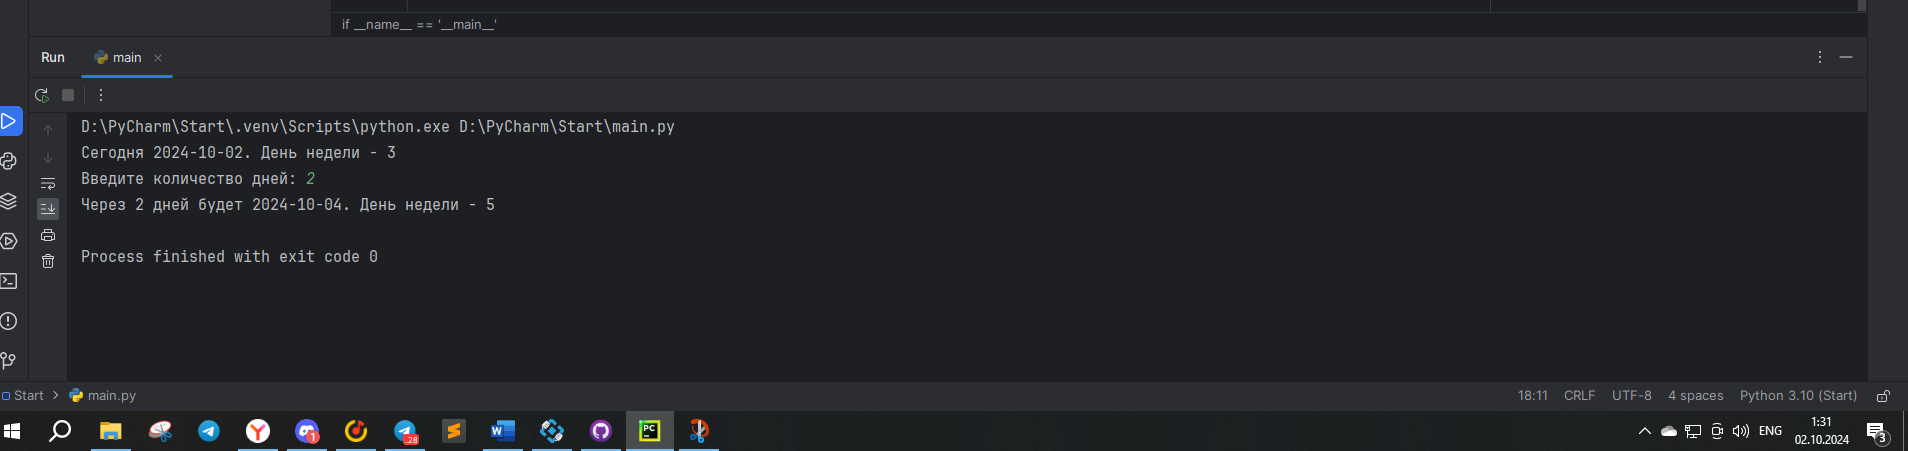 if __name__ == '__main__'
Run main
D:\PyCharm\Start\.venv\Scripts\python.exe D:\PyCharm\Start\main.py
Сегодня 2024-10-02. День недели - 3
Введите количество дней: 2
Через 2 дней будет 2024-10-04. День недели - 5
Process finished with exit code 0
Start main.py 18:11 CRLF UTF-8 4 spaces Python 3.10 (Start)
1 28 W PC ENG 1:31
02.10.2024 3